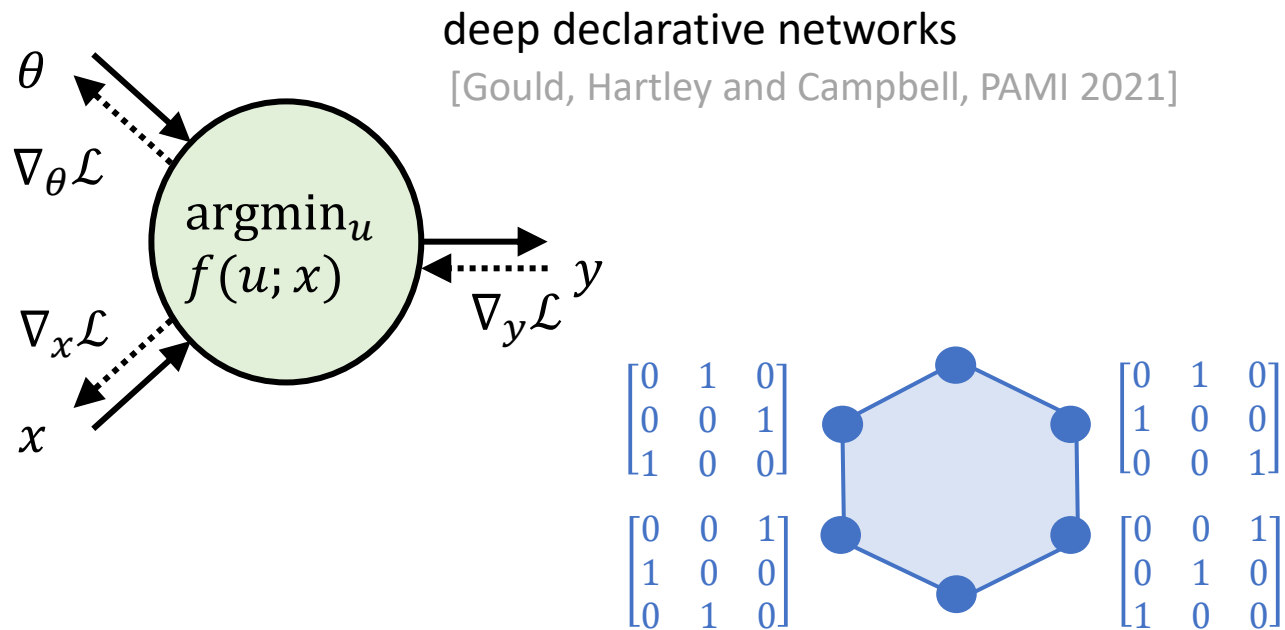 deep declarative networks
[Gould, Hartley and Campbell, PAMI 2021]
θ
∇θℒ
argminᵤ
f(u; x)
y
∇yℒ
∇xℒ
x
[0 1 0]
[0 0 1]
[1 0 0]
[0 1 0]
[1 0 0]
[0 0 1]
[0 0 1]
[1 0 0]
[0 1 0]
[0 0 1]
[0 1 0]
[1 0 0]